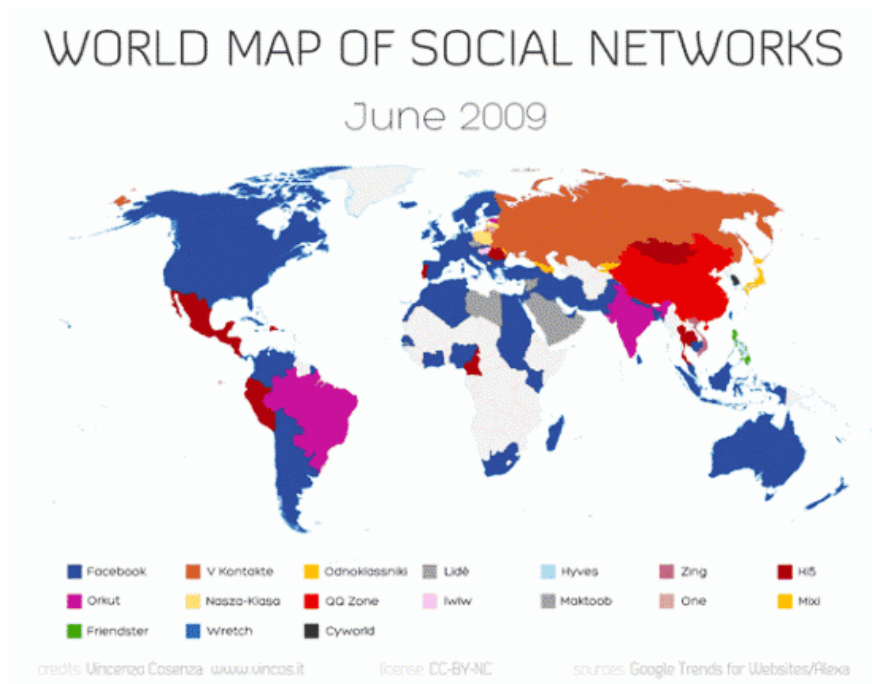 WORLD MAP OF SOCIAL NETWORKS
June 2009
Facebook V Kontakte Odnoklassniki Lidé Hyves Zing Hi5
Orkut Nasza-Klasa QQ Zone Iwiw Maktoob One Mixi
Friendster Wretch Cyworld
credits: Vincenzo Cosenza www.vincos.it license: CC-BY-NC sources: Google Trends for Websites/Alexa